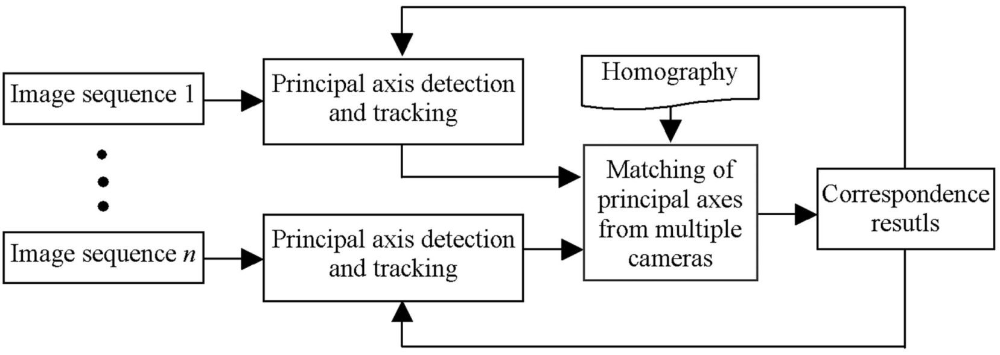 Image sequence 1
Principal axis detection
and tracking
Homography
Matching of
principal axes
from multiple
cameras
Correspondence
resutls
Image sequence n
Principal axis detection
and tracking